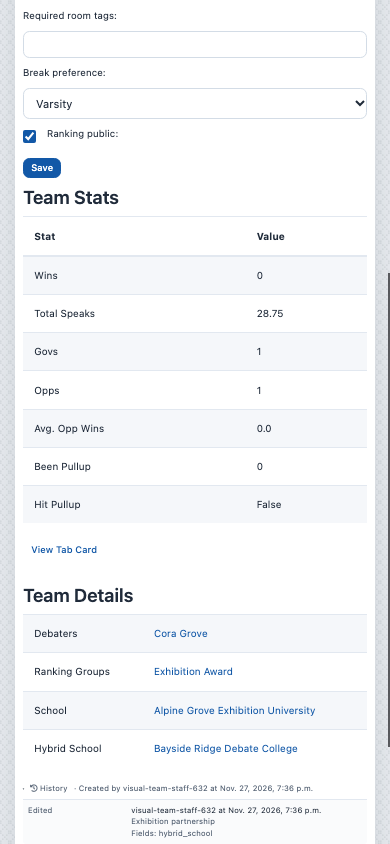 Required room tags:
Break preference:
Varsity
Ranking public:
Save
Team Stats
Stat Value
Wins 0
Total Speaks 28.75
Govs 1
Opps 1
Avg. Opp Wins 0.0
Been Pullup 0
Hit Pullup False
View Tab Card
Team Details
Debaters Cora Grove
Ranking Groups Exhibition Award
School Alpine Grove Exhibition University
Hybrid School Bayside Ridge Debate College
· History · Created by visual-team-staff-632 at Nov. 27, 2026, 7:36 p.m.
Edited visual-team-staff-632 at Nov. 27, 2026, 7:36 p.m.
Exhibition partnership
Fields: hybrid_school